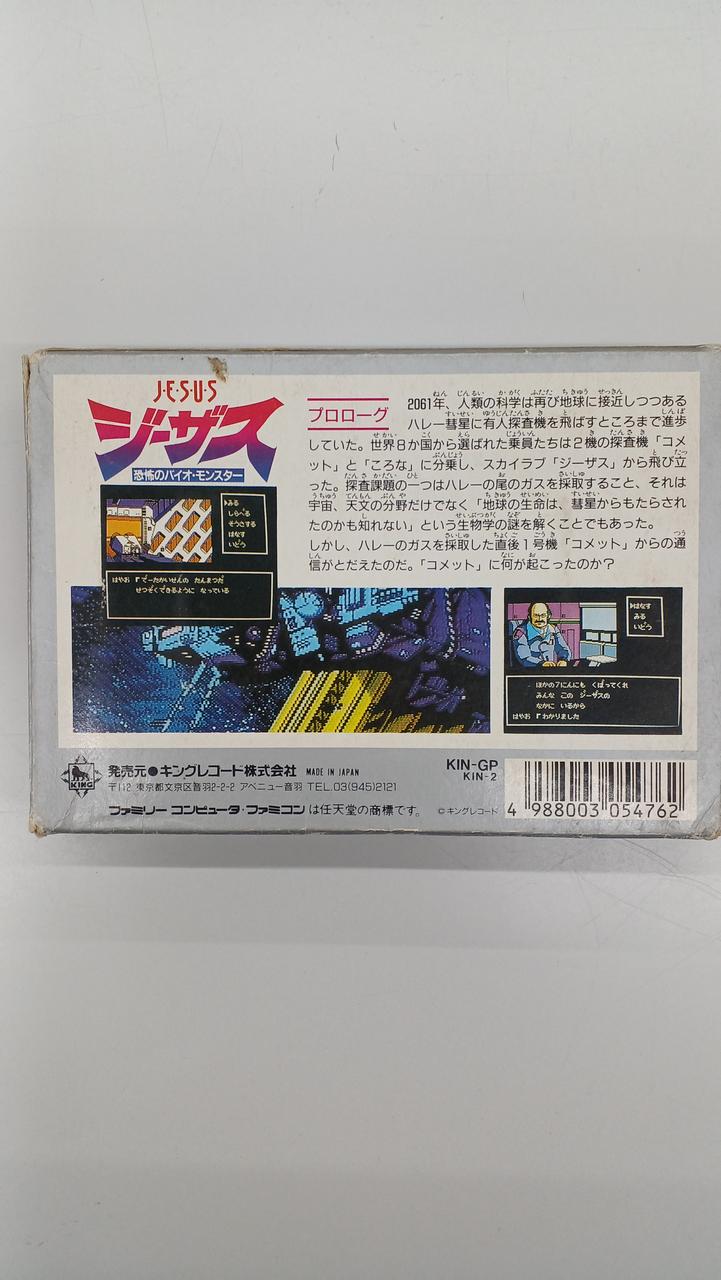 J·E·S·U·S
ジーザス
恐怖のバイオ・モンスター
プロローグ
2061年、人類の科学は再び地球に接近しつつある
ハレー彗星に有人探査機を飛ばすところまで進歩
していた。世界8か国から選ばれた乗員たちは2機の探査機「コメ
ット」と「ころな」に分乗し、スカイラブ「ジーザス」から飛び立
った。探査課題の一つはハレーの尾のガスを採取すること、それは
宇宙、天文の分野だけでなく「地球の生命は、彗星からもたらされ
たのかも知れない」という生物学の謎を解くことでもあった。
しかし、ハレーのガスを採取した直後1号機「コメット」からの通
信がとだえたのだ。「コメット」に何が起こったのか?
みる
しらべる
そうさする
はなす
いどう
はやお『でーたかいせんの たんまつだ
せつぞくできるように なっている
はなす
みる
いどう
ほかの7にんにも くばってくれ
みんな この ジーザスの
なかに いるから
はやお『わかりました
KING
発売元●キングレコード株式会社 MADE IN JAPAN
〒112 東京都文京区音羽2-2-2 アベニュー音羽 TEL.03(945)2121
ファミリー コンピュータ・ファミコン は任天堂の商標です。
©キングレコード
KIN-GP
KIN-2
4 988003 054762